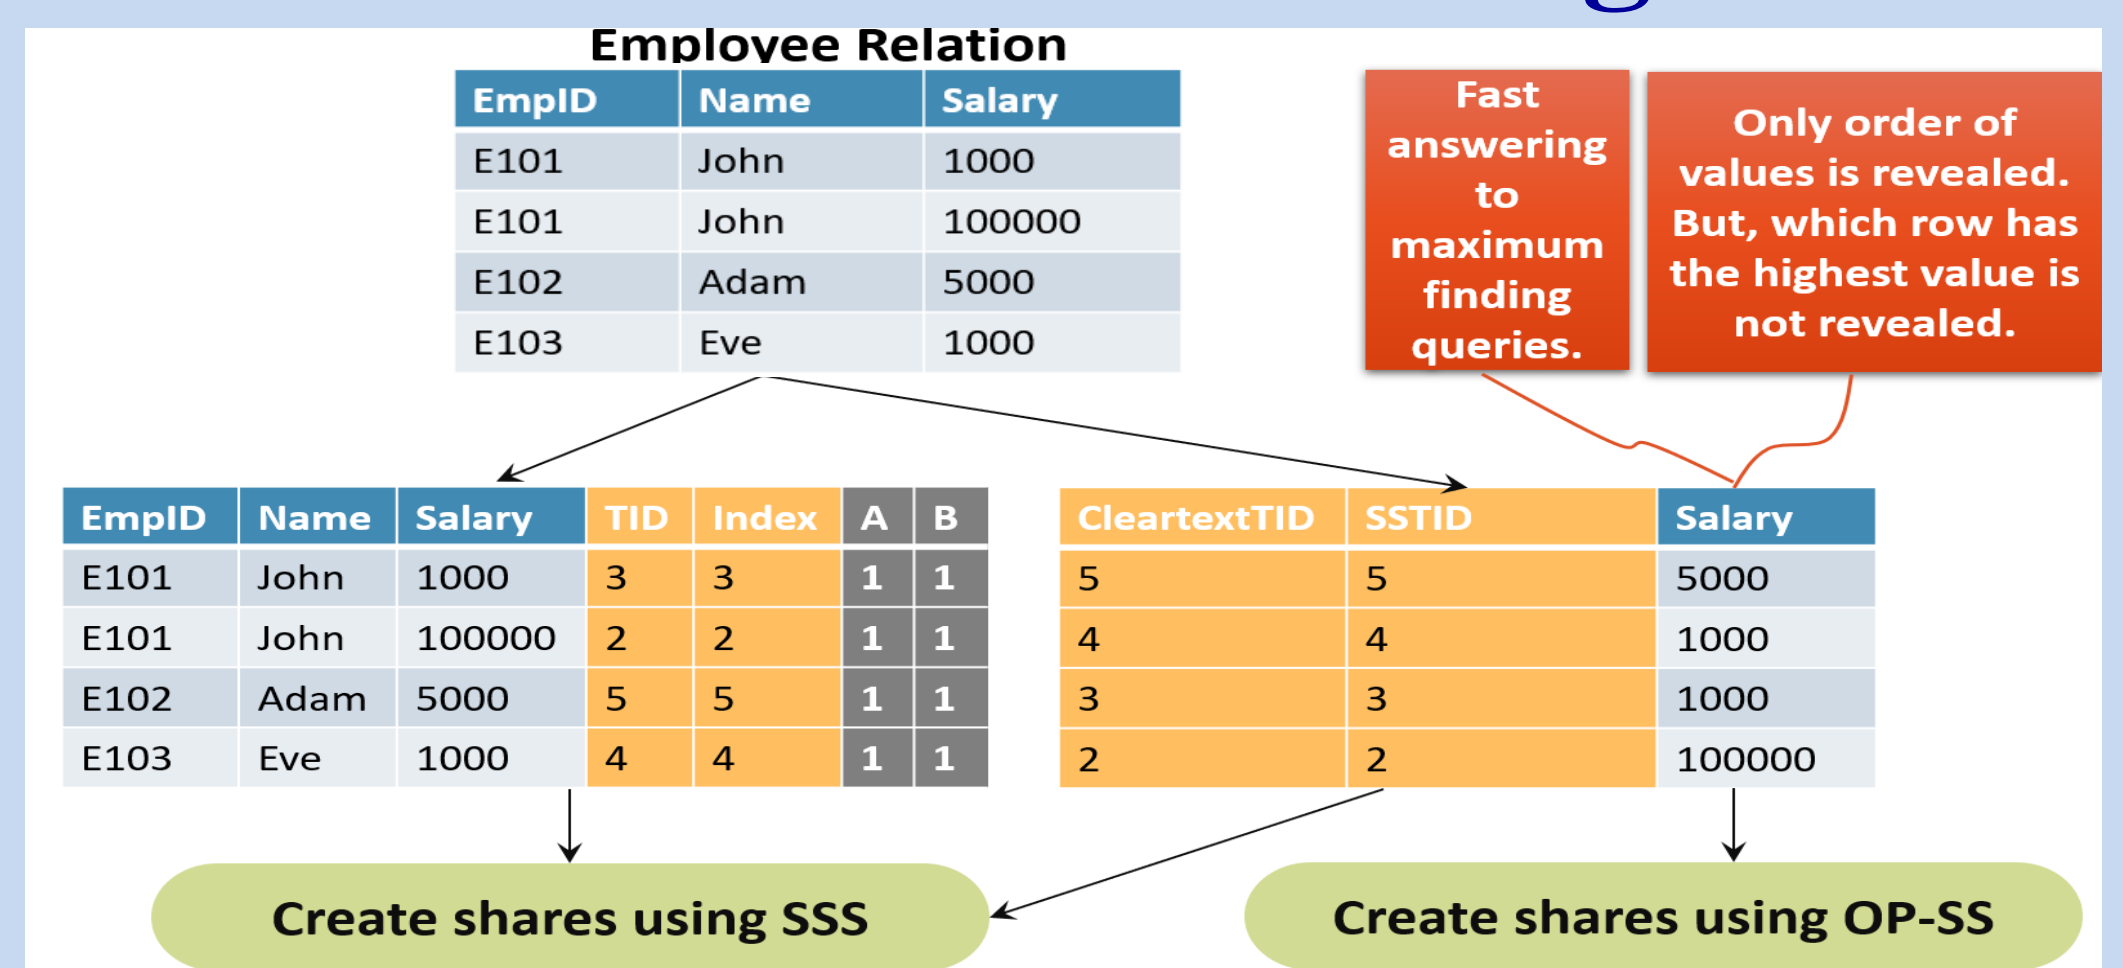 Employee Relation
EmpID Name Salary
E101 John 1000
E101 John 100000
E102 Adam 5000
E103 Eve 1000
Fast
answering
to
maximum
finding
queries.
Only order of
values is revealed.
But, which row has
the highest value is
not revealed.
EmpID Name Salary TID Index A B
E101 John 1000 3 3 1 1
E101 John 100000 2 2 1 1
E102 Adam 5000 5 5 1 1
E103 Eve 1000 4 4 1 1
CleartextTID SSTID Salary
5 5 5000
4 4 1000
3 3 1000
2 2 100000
Create shares using SSS
Create shares using OP-SS